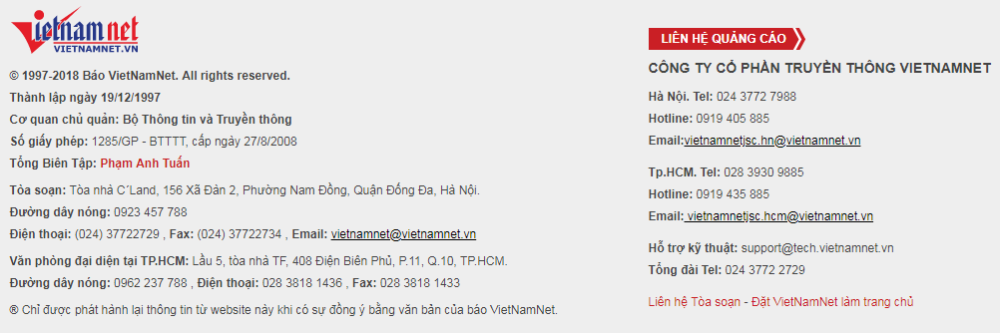 Vietnamnet
VIETNAMNET.VN
© 1997-2018 Báo VietNamNet. All rights reserved.
Thành lập ngày 19/12/1997
Cơ quan chủ quản: Bộ Thông tin và Truyền thông
Số giấy phép: 1285/GP - BTTTT, cấp ngày 27/8/2008
Tổng Biên Tập: Phạm Anh Tuấn
Tòa soạn: Tòa nhà C´Land, 156 Xã Đàn 2, Phường Nam Đồng, Quận Đống Đa, Hà Nội.
Đường dây nóng: 0923 457 788
Điện thoại: (024) 37722729 , Fax: (024) 37722734 , Email: vietnamnet@vietnamnet.vn
Văn phòng đại diện tại TP.HCM: Lầu 5, tòa nhà TF, 408 Điện Biên Phủ, P.11, Q.10, TP.HCM.
Đường dây nóng: 0962 237 788 , Điện thoại: 028 3818 1436 , Fax: 028 3818 1433
® Chỉ được phát hành lại thông tin từ website này khi có sự đồng ý bằng văn bản của báo VietNamNet.
LIÊN HỆ QUẢNG CÁO
CÔNG TY CỔ PHẦN TRUYỀN THÔNG VIETNAMNET
Hà Nội. Tel: 024 3772 7988
Hotline: 0919 405 885
Email:vietnamnetjsc.hn@vietnamnet.vn
Tp.HCM. Tel: 028 3930 9885
Hotline: 0919 435 885
Email: vietnamnetjsc.hcm@vietnamnet.vn
Hỗ trợ kỹ thuật: support@tech.vietnamnet.vn
Tổng đài Tel: 024 3772 2729
Liên hệ Tòa soạn - Đặt VietNamNet làm trang chủ